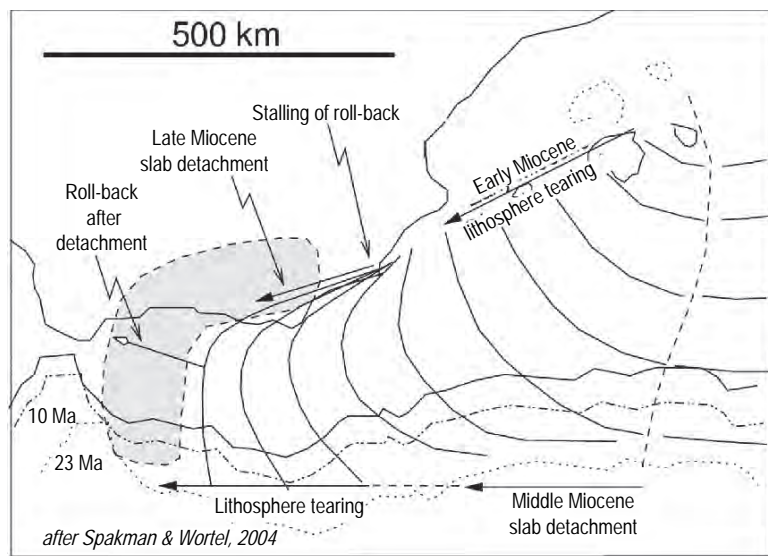 500 km
Stalling of roll-back
Late Miocene
slab detachment
Roll-back
after
detachment
Early Miocene
lithosphere tearing
10 Ma
23 Ma
Lithosphere tearing
Middle Miocene
slab detachment
after Spakman & Wortel, 2004